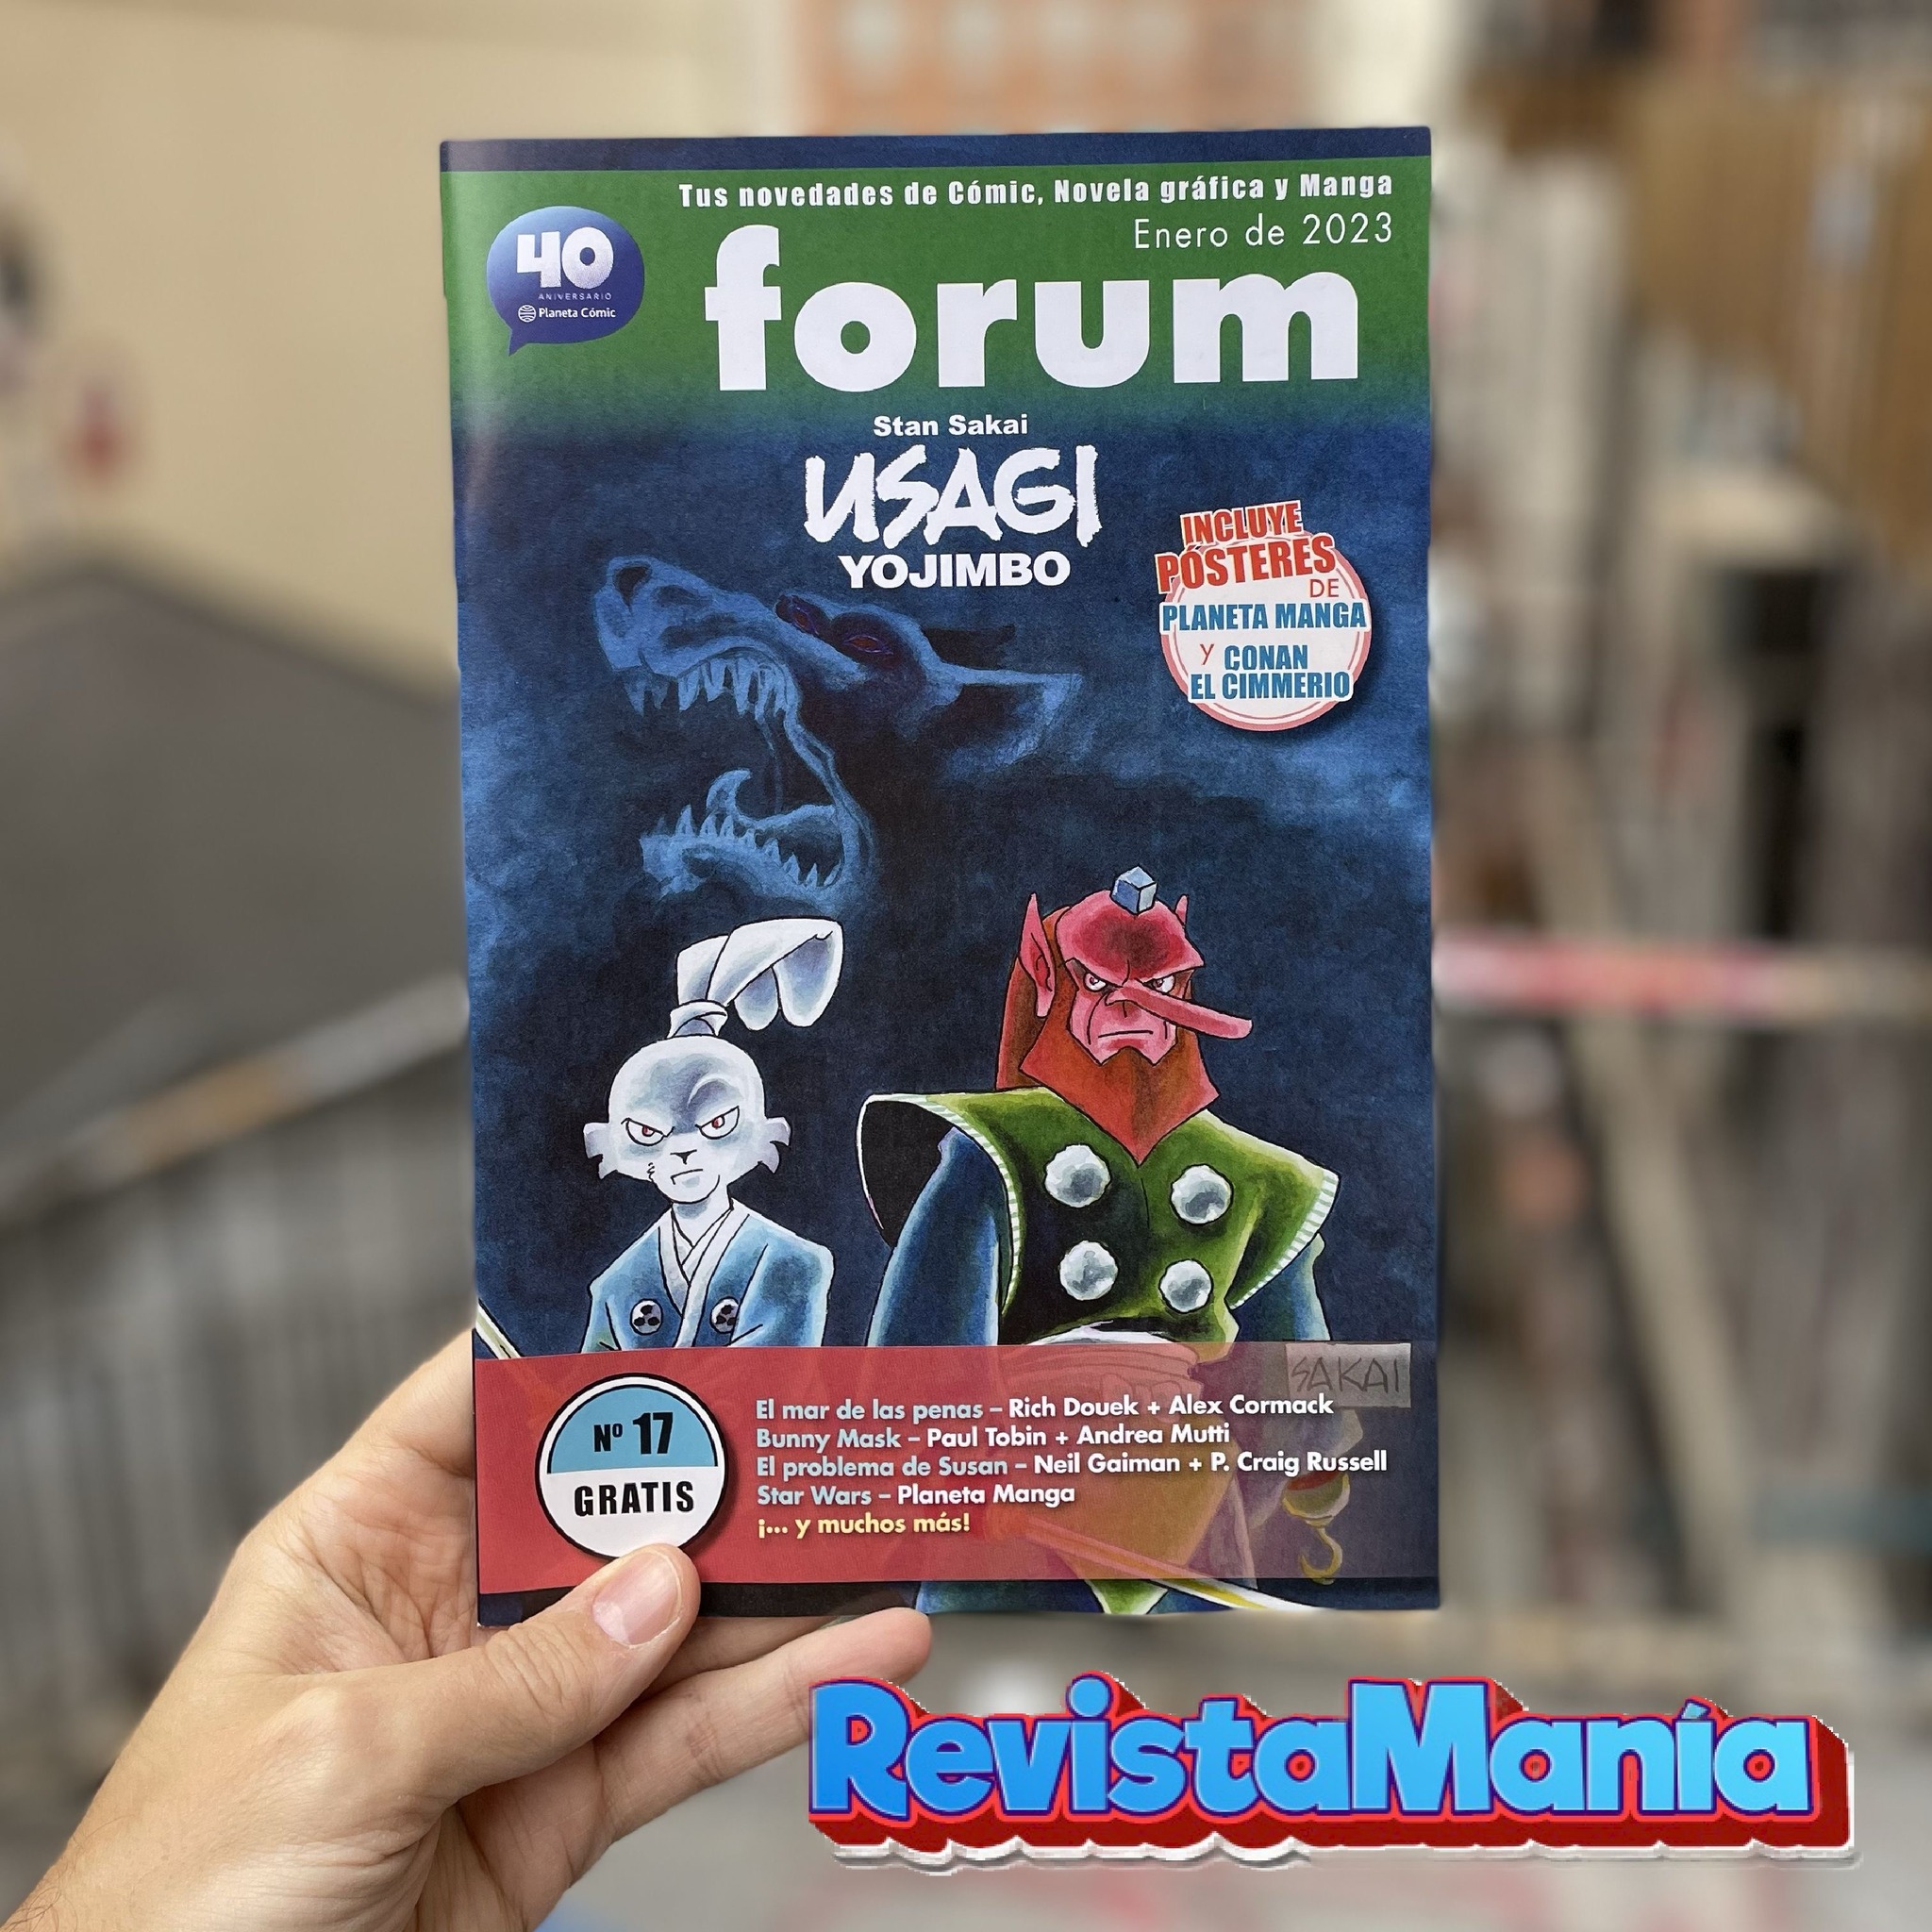 Tus novedades de Cómic, Novela gráfica y Manga
Enero de 2023
40
ANIVERSARIO
Planeta Cómic
forum
Stan Sakai
USAGI
YOJIMBO
INCLUYE
PÓSTERES
DE
PLANETA MANGA
Y CONAN
EL CIMMERIO
SAKAI
Nº 17
GRATIS
El mar de las penas – Rich Douek + Alex Cormack
Bunny Mask – Paul Tobin + Andrea Mutti
El problema de Susan – Neil Gaiman + P. Craig Russell
Star Wars – Planeta Manga
¡... y muchos más!
RevistaManía